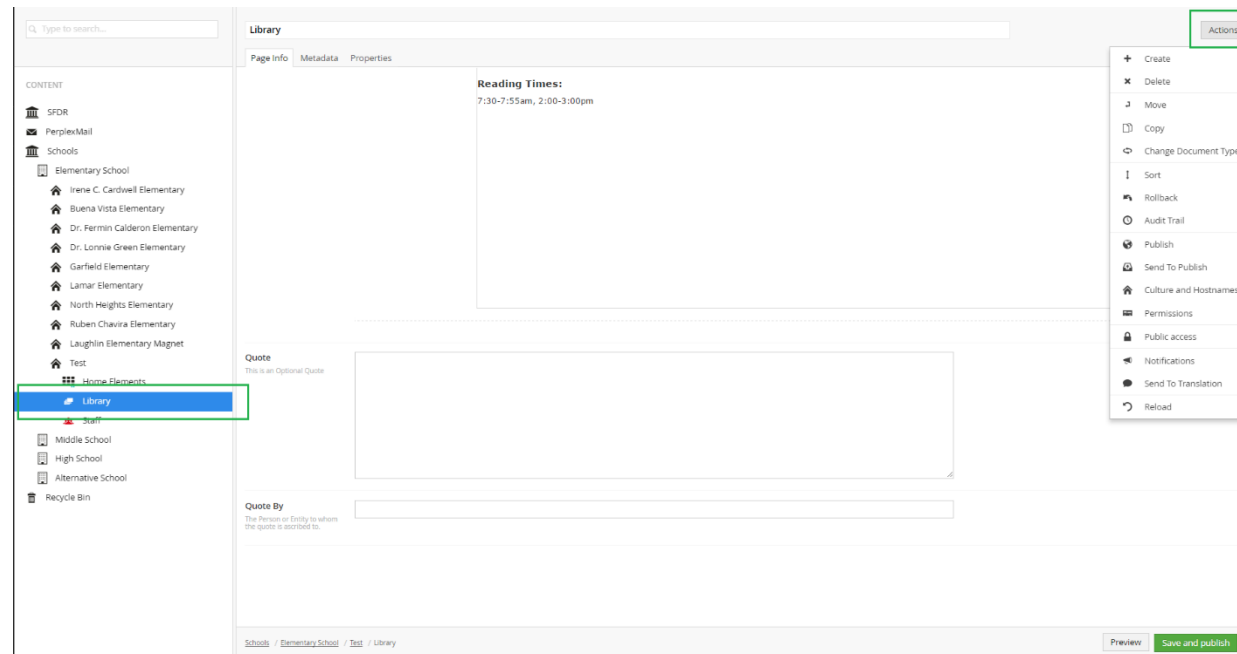 Type to search...
Library
Actions
Page Info Metadata Properties
CONTENT
SFDR
PerplexMail
Schools
Elementary School
Irene C. Cardwell Elementary
Buena Vista Elementary
Dr. Fermin Calderon Elementary
Dr. Lonnie Green Elementary
Garfield Elementary
Lamar Elementary
North Heights Elementary
Ruben Chavira Elementary
Laughlin Elementary Magnet
Test
Home Elements
Library
Staff
Middle School
High School
Alternative School
Recycle Bin
Reading Times:
7:30-7:55am, 2:00-3:00pm
Quote
This is an Optional Quote
Quote By
The Person or Entity to whom
the quote is ascribed to.
Create
Delete
Move
Copy
Change Document Type
Sort
Rollback
Audit Trail
Publish
Send To Publish
Culture and Hostnames
Permissions
Public access
Notifications
Send To Translation
Reload
Schools / Elementary School / Test / Library
Preview Save and publish